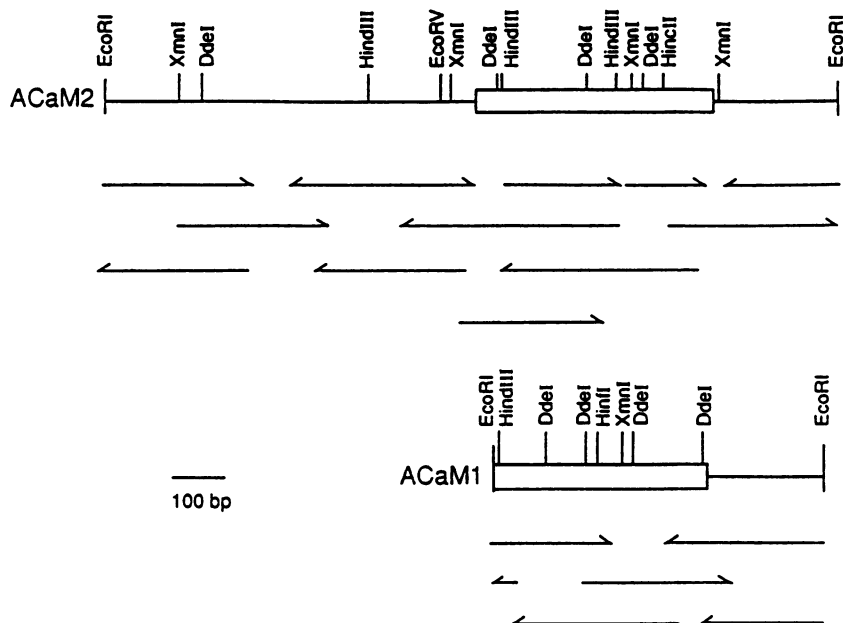 EcoRI
XmnI
DdeI
HindIII
EcoRV
XmnI
DdeI
HindIII
DdeI
HindIII
XmnI
DdeI
HincII
XmnI
EcoRI
ACaM2
EcoRI
HindIII
DdeI
DdeI
HinfI
XmnI
DdeI
DdeI
EcoRI
ACaM1
100 bp